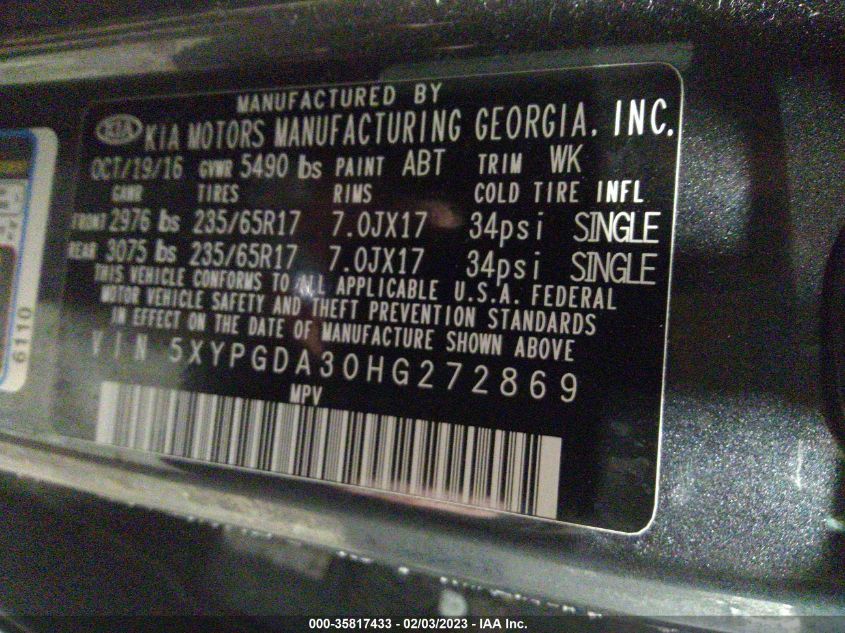 MANUFACTURED BY
KIA KIA MOTORS MANUFACTURING GEORGIA, INC.
OCT/19/16 GVWR 5490 lbs PAINT ABT TRIM WK
GAWR TIRES RIMS COLD TIRE INFL
FRONT 2976 lbs 235/65R17 7.0JX17 34psi SINGLE
REAR 3075 lbs 235/65R17 7.0JX17 34psi SINGLE
THIS VEHICLE CONFORMS TO ALL APPLICABLE U.S.A. FEDERAL
MOTOR VEHICLE SAFETY AND THEFT PREVENTION STANDARDS
IN EFFECT ON THE DATE OF MANUFACTURE SHOWN ABOVE
VIN 5XYPGDA30HG272869
MPV
6110
000-35817433 - 02/03/2023 - IAA Inc.